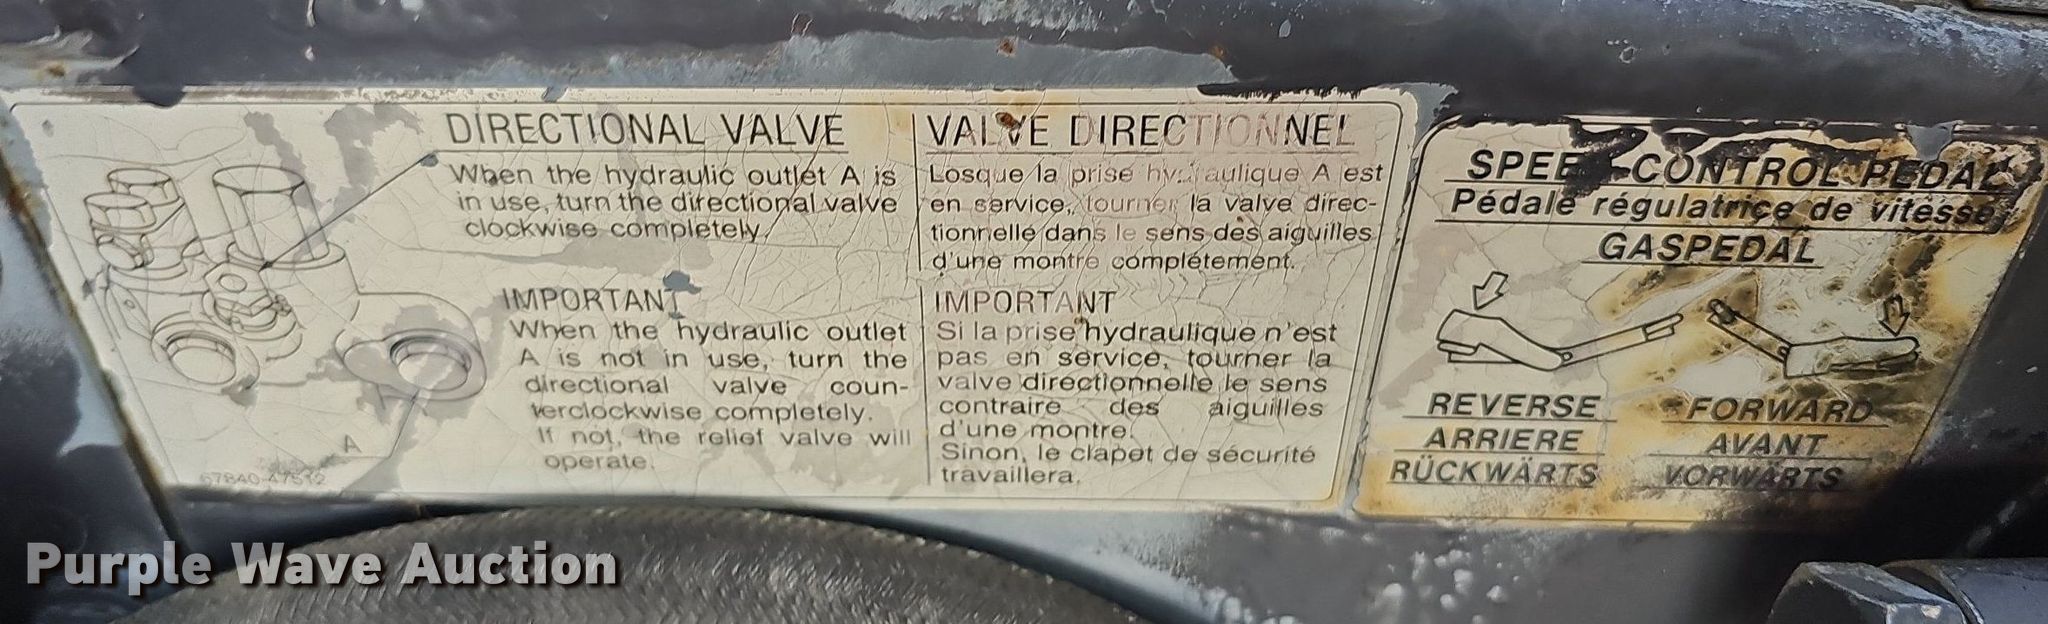 DIRECTIONAL VALVE
When the hydraulic outlet A is
in use, turn the directional valve
clockwise completely.
IMPORTANT
When the hydraulic outlet
A is not in use, turn the
directional valve coun-
terclockwise completely.
If not, the relief valve will
operate.
A
67840-47512
VALVE DIRECTIONNEL
Losque la prise hydraulique A est
en service, tourner la valve direc-
tionnelle dans le sens des aiguilles
d'une montre complétement.
IMPORTANT
Si la prise hydraulique n'est
pas en service, tourner la
valve directionnelle le sens
contraire des aiguilles
d'une montre.
Sinon, le clapet de sécurité
travaillera.
SPEED-CONTROL PEDAL
Pédale régulatrice de vitesse
GASPEDAL
REVERSE
ARRIERE
RÜCKWÄRTS
FORWARD
AVANT
VORWÄRTS
Purple Wave Auction